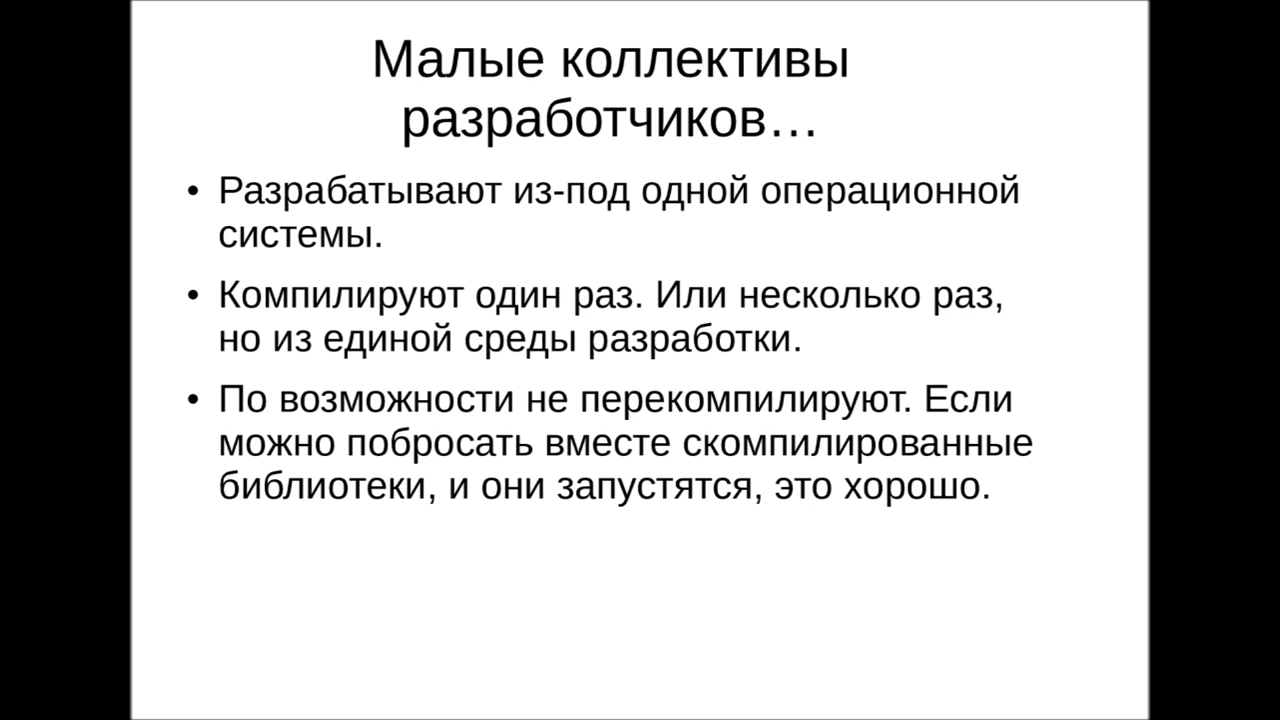 Малые коллективы
разработчиков…
• Разрабатывают из-под одной операционной
системы.
• Компилируют один раз. Или несколько раз,
но из единой среды разработки.
• По возможности не перекомпилируют. Если
можно побросать вместе скомпилированные
библиотеки, и они запустятся, это хорошо.